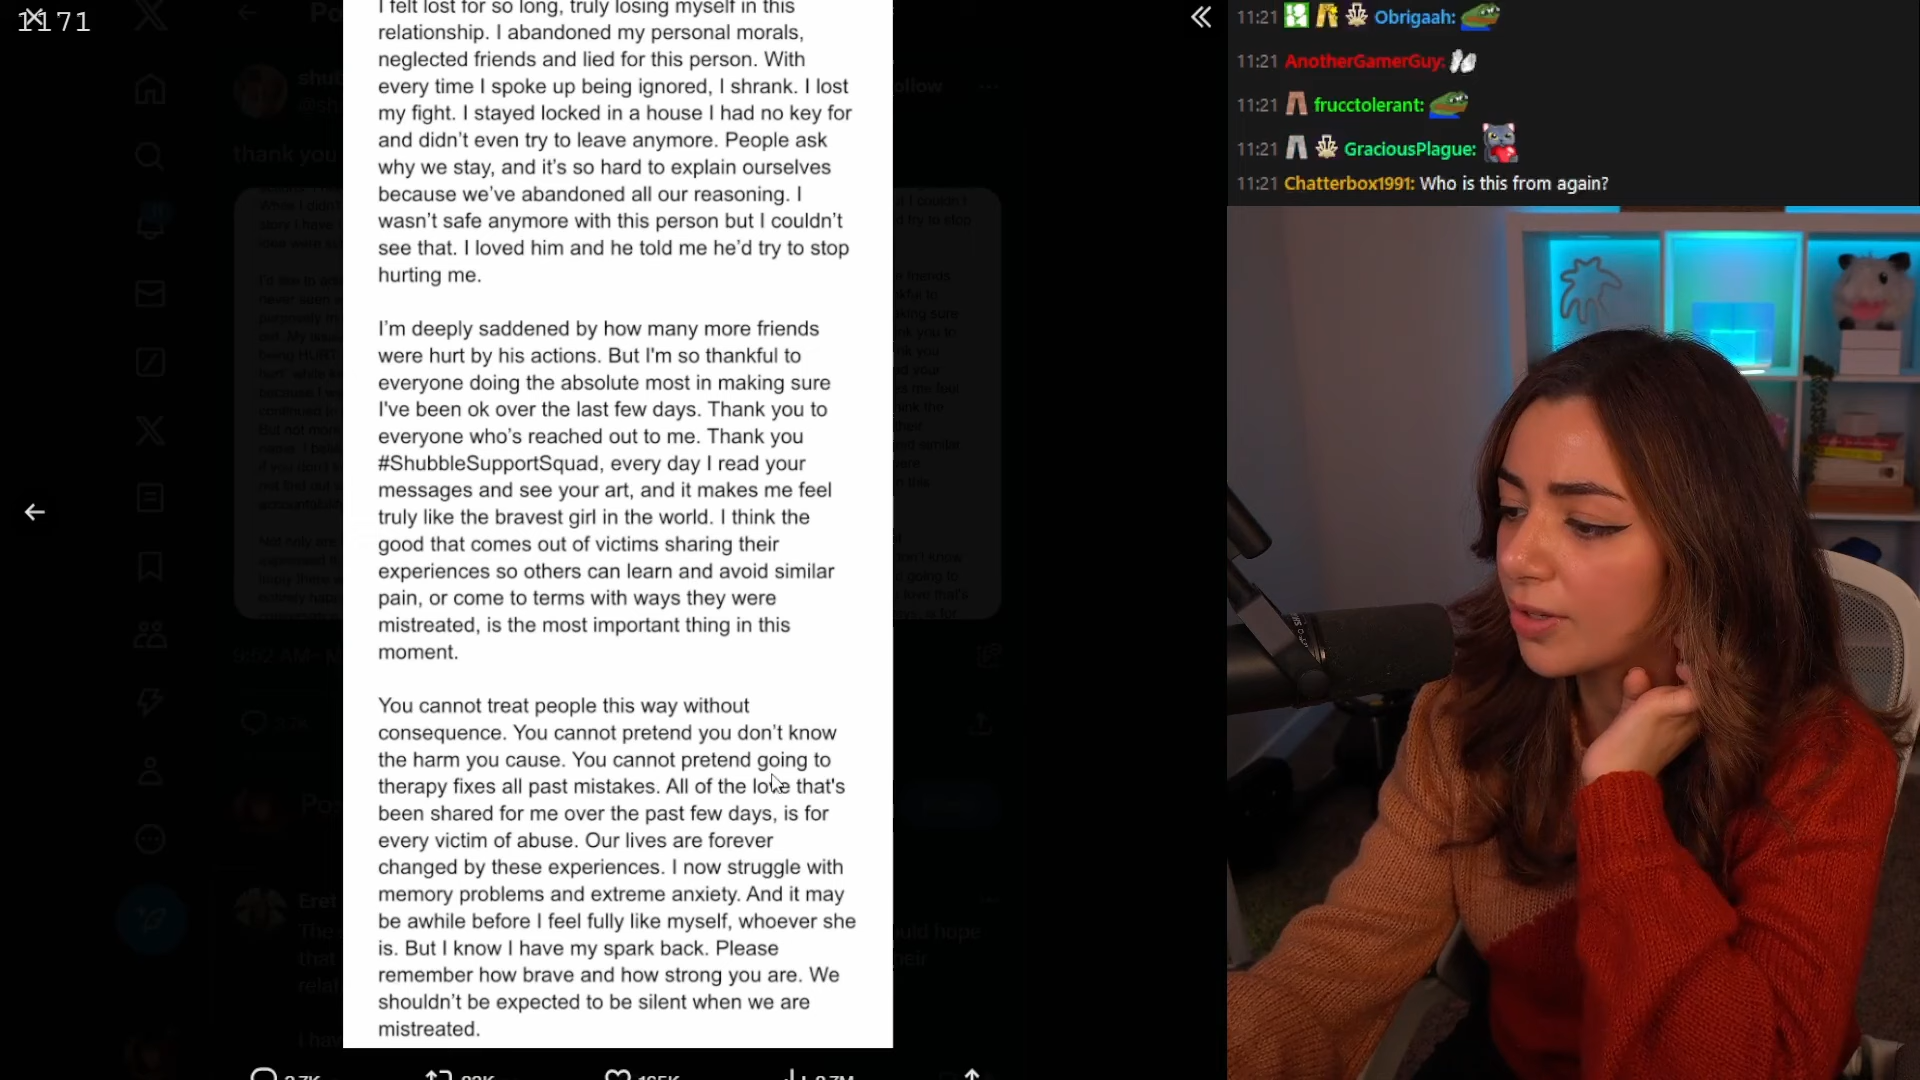 1171
I felt lost for so long, truly losing myself in this
relationship. I abandoned my personal morals,
neglected friends and lied for this person. With
every time I spoke up being ignored, I shrank. I lost
my fight. I stayed locked in a house I had no key for
and didn’t even try to leave anymore. People ask
why we stay, and it’s so hard to explain ourselves
because we’ve abandoned all our reasoning. I
wasn’t safe anymore with this person but I couldn’t
see that. I loved him and he told me he’d try to stop
hurting me.
I’m deeply saddened by how many more friends
were hurt by his actions. But I'm so thankful to
everyone doing the absolute most in making sure
I've been ok over the last few days. Thank you to
everyone who’s reached out to me. Thank you
#ShubbleSupportSquad, every day I read your
messages and see your art, and it makes me feel
truly like the bravest girl in the world. I think the
good that comes out of victims sharing their
experiences so others can learn and avoid similar
pain, or come to terms with ways they were
mistreated, is the most important thing in this
moment.
You cannot treat people this way without
consequence. You cannot pretend you don’t know
the harm you cause. You cannot pretend going to
therapy fixes all past mistakes. All of the love that's
been shared for me over the past few days, is for
every victim of abuse. Our lives are forever
changed by these experiences. I now struggle with
memory problems and extreme anxiety. And it may
be awhile before I feel fully like myself, whoever she
is. But I know I have my spark back. Please
remember how brave and how strong you are. We
shouldn’t be expected to be silent when we are
mistreated.
thank you
Eret
11:21 Obrigaah:
11:21 AnotherGamerGuy:
11:21 frucctolerant:
11:21 GraciousPlague:
11:21 Chatterbox1991: Who is this from again?